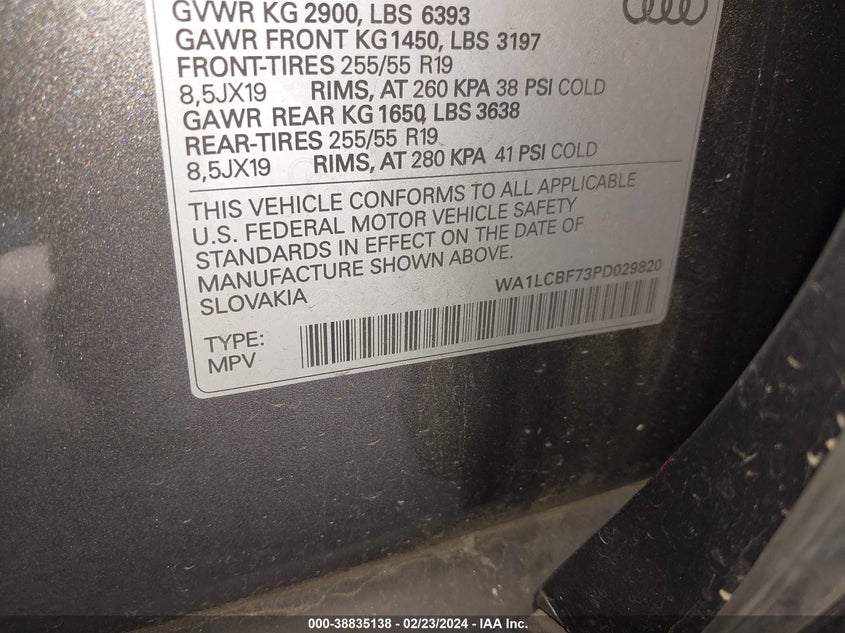 GVWR KG 2900, LBS 6393
GAWR FRONT KG1450, LBS 3197
FRONT-TIRES 255/55 R19
8,5JX19 RIMS, AT 260 KPA 38 PSI COLD
GAWR REAR KG 1650, LBS 3638
REAR-TIRES 255/55 R19
8,5JX19 RIMS, AT 280 KPA 41 PSI COLD
THIS VEHICLE CONFORMS TO ALL APPLICABLE
U.S. FEDERAL MOTOR VEHICLE SAFETY
STANDARDS IN EFFECT ON THE DATE OF
MANUFACTURE SHOWN ABOVE.
SLOVAKIA
WA1LCBF73PD029820
TYPE:
MPV
000-38835138 - 02/23/2024 - IAA Inc.